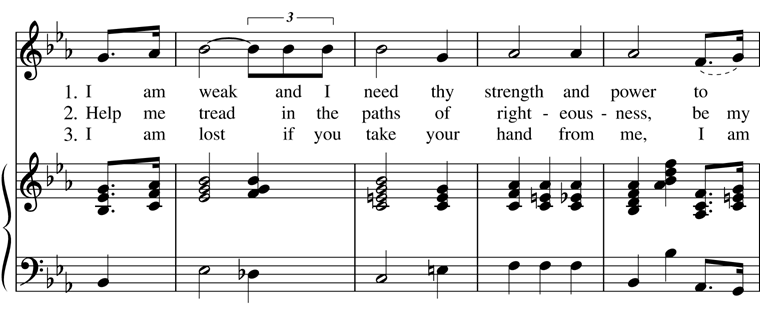 3
1. I am weak and I need thy strength and power to
2. Help me tread in the paths of right - eous - ness, be my
3. I am lost if you take your hand from me, I am